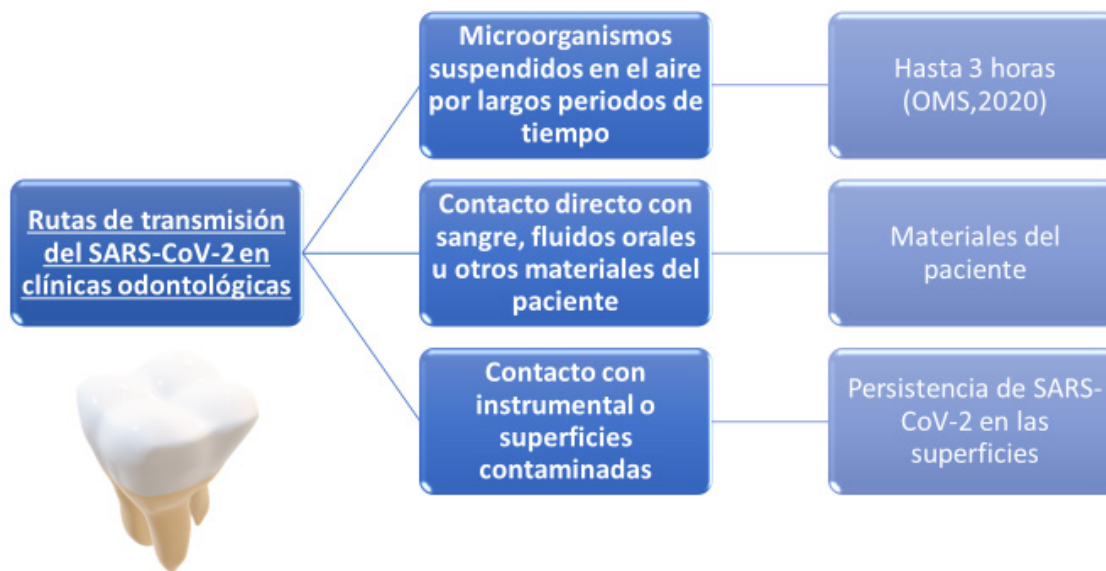 Rutas de transmisión
del SARS-CoV-2 en
clínicas odontológicas
Microorganismos
suspendidos en el aire
por largos periodos de
tiempo
Hasta 3 horas
(OMS,2020)
Contacto directo con
sangre, fluidos orales
u otros materiales del
paciente
Materiales del
paciente
Contacto con
instrumental o
superficies
contaminadas
Persistencia de SARS-
CoV-2 en las
superficies